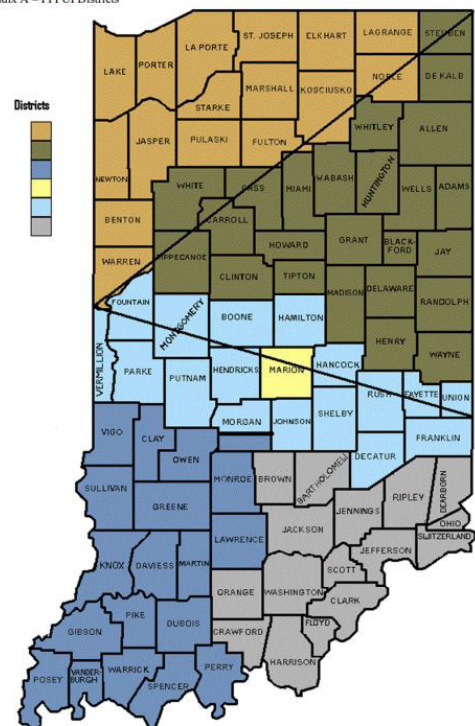 Districts
STEUBEN
LAGRANGE
ELKHART
ST. JOSEPH
LA PORTE
PORTER
LAKE
NOBLE
DE KALB
MARSHALL
KOSCIUSKO
STARKE
WHITLEY
ALLEN
JASPER
PULASKI
FULTON
NEWTON
WABASH
HUNTINGTON
WHITE
CASS
MIAMI
WELLS
ADAMS
BENTON
CARROLL
HOWARD
GRANT
BLACK-
FORD
JAY
WARREN
TIPPECANOE
CLINTON
TIPTON
MADISON
DELAWARE
RANDOLPH
FOUNTAIN
MONTGOMERY
BOONE
HAMILTON
HENRY
WAYNE
VERMILLION
PARKE
PUTNAM
HENDRICKS
MARION
HANCOCK
RUSH
FAYETTE
UNION
MORGAN
JOHNSON
SHELBY
FRANKLIN
VIGO
CLAY
OWEN
DECATUR
MONROE
BROWN
BARTHOLOMEW
DEARBORN
SULLIVAN
GREENE
RIPLEY
JENNINGS
JACKSON
OHIO
SWITZERLAND
LAWRENCE
JEFFERSON
KNOX
DAVIESS
MARTIN
SCOTT
ORANGE
WASHINGTON
CLARK
PIKE
DUBOIS
GIBSON
CRAWFORD
FLOYD
HARRISON
WARRICK
PERRY
POSEY
VANDER-
BURGH
SPENCER